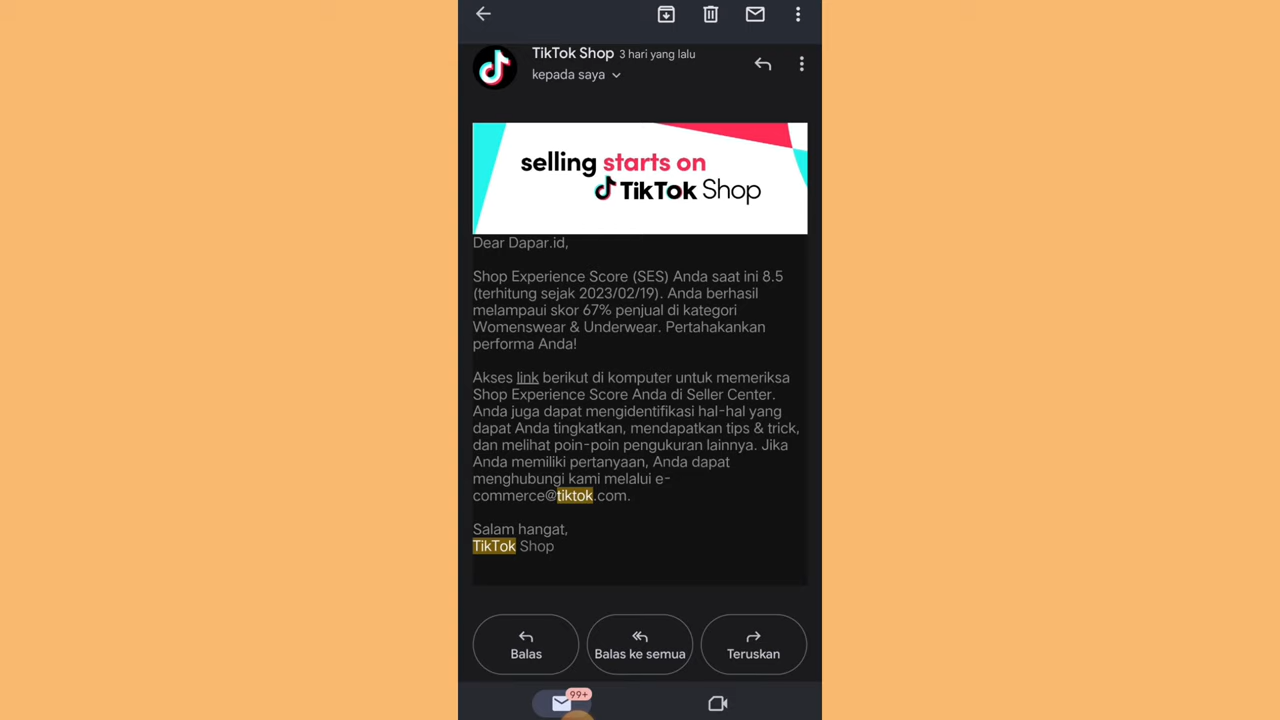 TikTok Shop 3 hari yang lalu
kepada saya
selling starts on
TikTok Shop
Dear Dapar.id,
Shop Experience Score (SES) Anda saat ini 8.5
(terhitung sejak 2023/02/19). Anda berhasil
melampaui skor 67% penjual di kategori
Womenswear & Underwear. Pertahakankan
performa Anda!
Akses link berikut di komputer untuk memeriksa
Shop Experience Score Anda di Seller Center.
Anda juga dapat mengidentifikasi hal-hal yang
dapat Anda tingkatkan, mendapatkan tips & trick,
dan melihat poin-poin pengukuran lainnya. Jika
Anda memiliki pertanyaan, Anda dapat
menghubungi kami melalui e-
commerce@tiktok.com.
Salam hangat,
TikTok Shop
Balas
Balas ke semua
Teruskan
99+